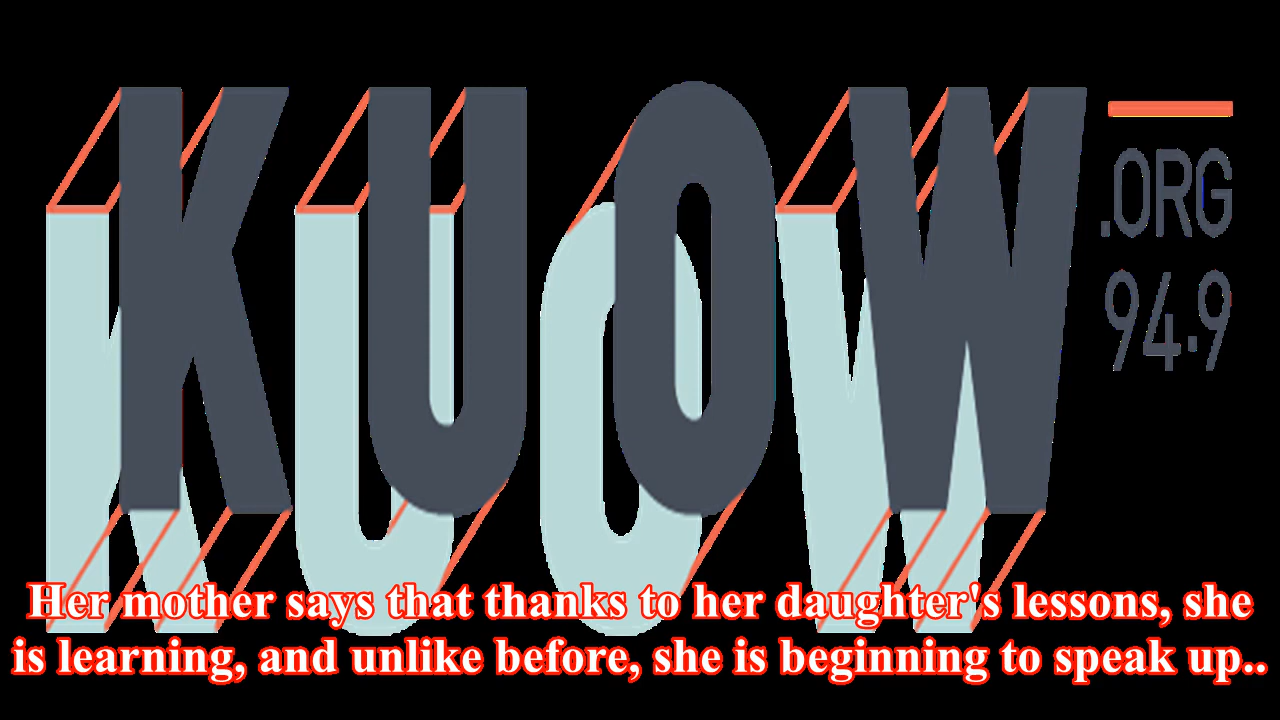 KUOW
.ORG
94.9
Her mother says that thanks to her daughter's lessons, she
is learning, and unlike before, she is beginning to speak up..